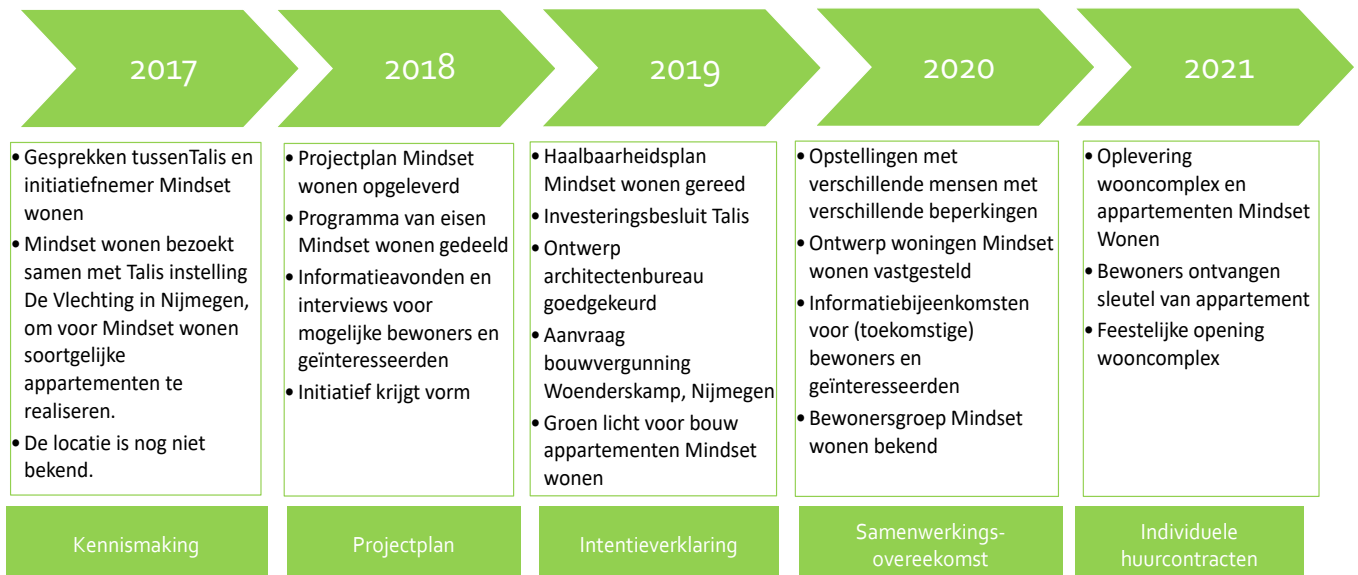 2017
2018
2019
2020
2021
• Gesprekken tussenTalis en
initiatiefnemer Mindset
wonen
• Mindset wonen bezoekt
samen met Talis instelling
De Vlechting in Nijmegen,
om voor Mindset wonen
soortgelijke
appartementen te
realiseren.
• De locatie is nog niet
bekend.
• Projectplan Mindset
wonen opgeleverd
• Programma van eisen
Mindset wonen gedeeld
• Informatieavonden en
interviews voor
mogelijke bewoners en
geïnteresseerden
• Initiatief krijgt vorm
• Haalbaarheidsplan
Mindset wonen gereed
• Investeringsbesluit Talis
• Ontwerp
architectenbureau
goedgekeurd
• Aanvraag
bouwvergunning
Woenderskamp, Nijmegen
• Groen licht voor bouw
appartementen Mindset
wonen
• Opstellingen met
verschillende mensen met
verschillende beperkingen
• Ontwerp woningen Mindset
wonen vastgesteld
• Informatiebijeenkomsten
voor (toekomstige)
bewoners en
geïnteresseerden
• Bewonersgroep Mindset
wonen bekend
• Oplevering
wooncomplex en
appartementen Mindset
Wonen
• Bewoners ontvangen
sleutel van appartement
• Feestelijke opening
wooncomplex
Kennismaking
Projectplan
Intentieverklaring
Samenwerkings-
overeekomst
Individuele
huurcontracten